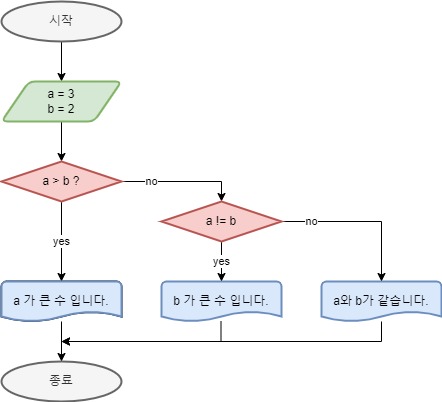 시작
a = 3
b = 2
a > b ?
no
a != b
no
yes
yes
a 가 큰 수 입니다.
b 가 큰 수 입니다.
a와 b가 같습니다.
종료